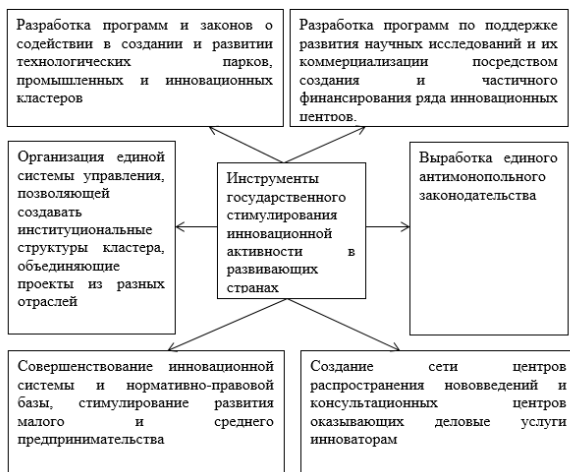 Разработка программ и законов о
содействии в создании и развитии
технологических парков,
промышленных и инновационных
кластеров
Разработка программ по поддержке
развития научных исследований и их
коммерциализации посредством
создания и частичного
финансирования ряда инновационных
центров.
Организация единой
системы управления,
позволяющей
создавать
институциональные
структуры кластера,
объединяющие
проекты из разных
отраслей
Инструменты
государственного
стимулирования
инновационной
активности в
развивающих
странах
Выработка единого
антимонопольного
законодательства
Совершенствование инновационной
системы и нормативно-правовой
базы, стимулирование развития
малого и среднего
предпринимательства
Создание сети центров
распространения нововведений и
консультационных центров
оказывающих деловые услуги
инноваторам